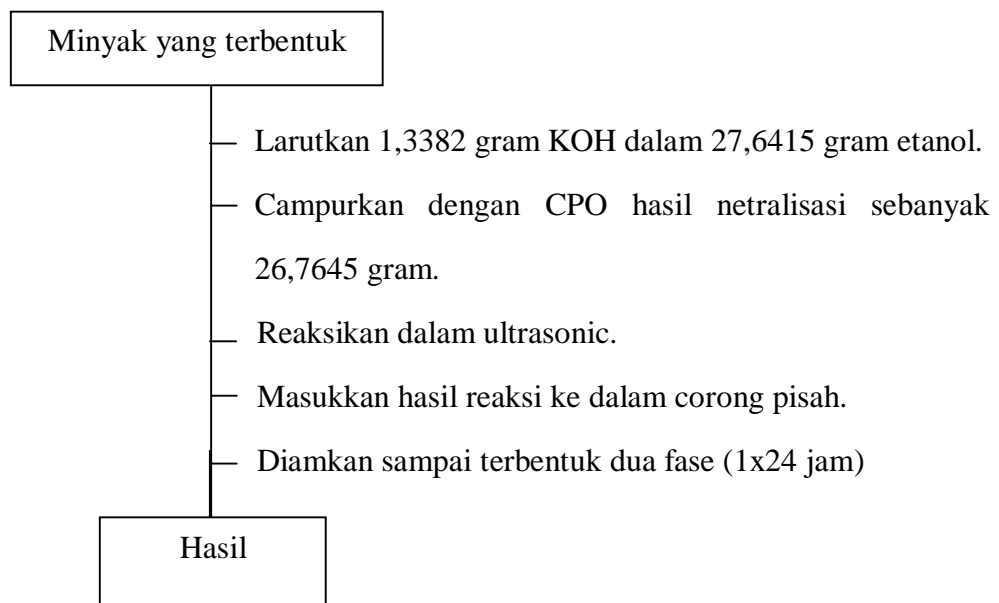 Minyak yang terbentuk
Larutkan 1,3382 gram KOH dalam 27,6415 gram etanol.
Campurkan dengan CPO hasil netralisasi sebanyak
26,7645 gram.
Reaksikan dalam ultrasonic.
Masukkan hasil reaksi ke dalam corong pisah.
Diamkan sampai terbentuk dua fase (1x24 jam)
Hasil